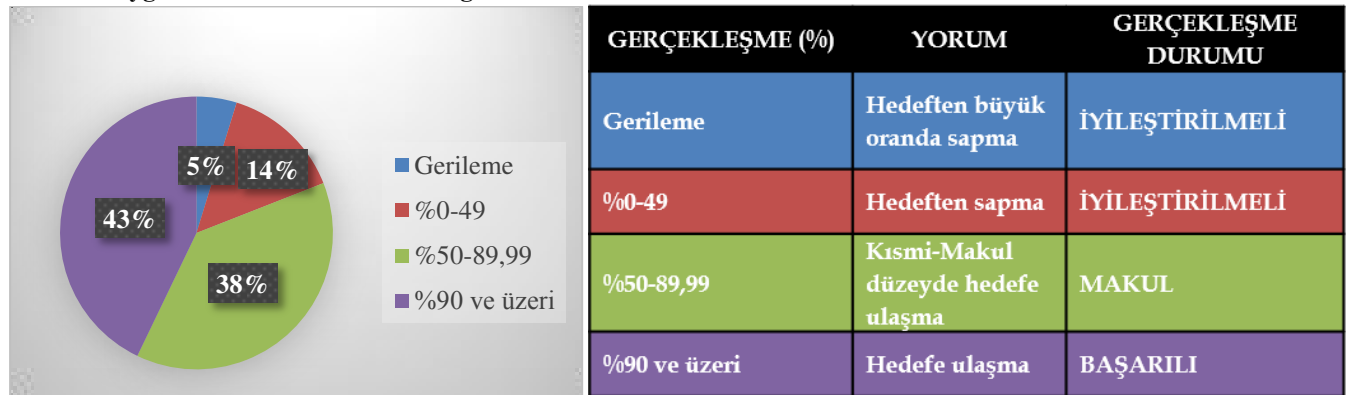 5%
14%
43%
38%
Gerileme
%0-49
%50-89,99
%90 ve üzeri
GERÇEKLEŞME (%) YORUM GERÇEKLEŞME
DURUMU
Gerileme Hedeften büyük
oranda sapma İYİLEŞTİRİLMELİ
%0-49 Hedeften sapma İYİLEŞTİRİLMELİ
%50-89,99 Kısmi-Makul
düzeyde hedefe
ulaşma MAKUL
%90 ve üzeri Hedefe ulaşma BAŞARILI